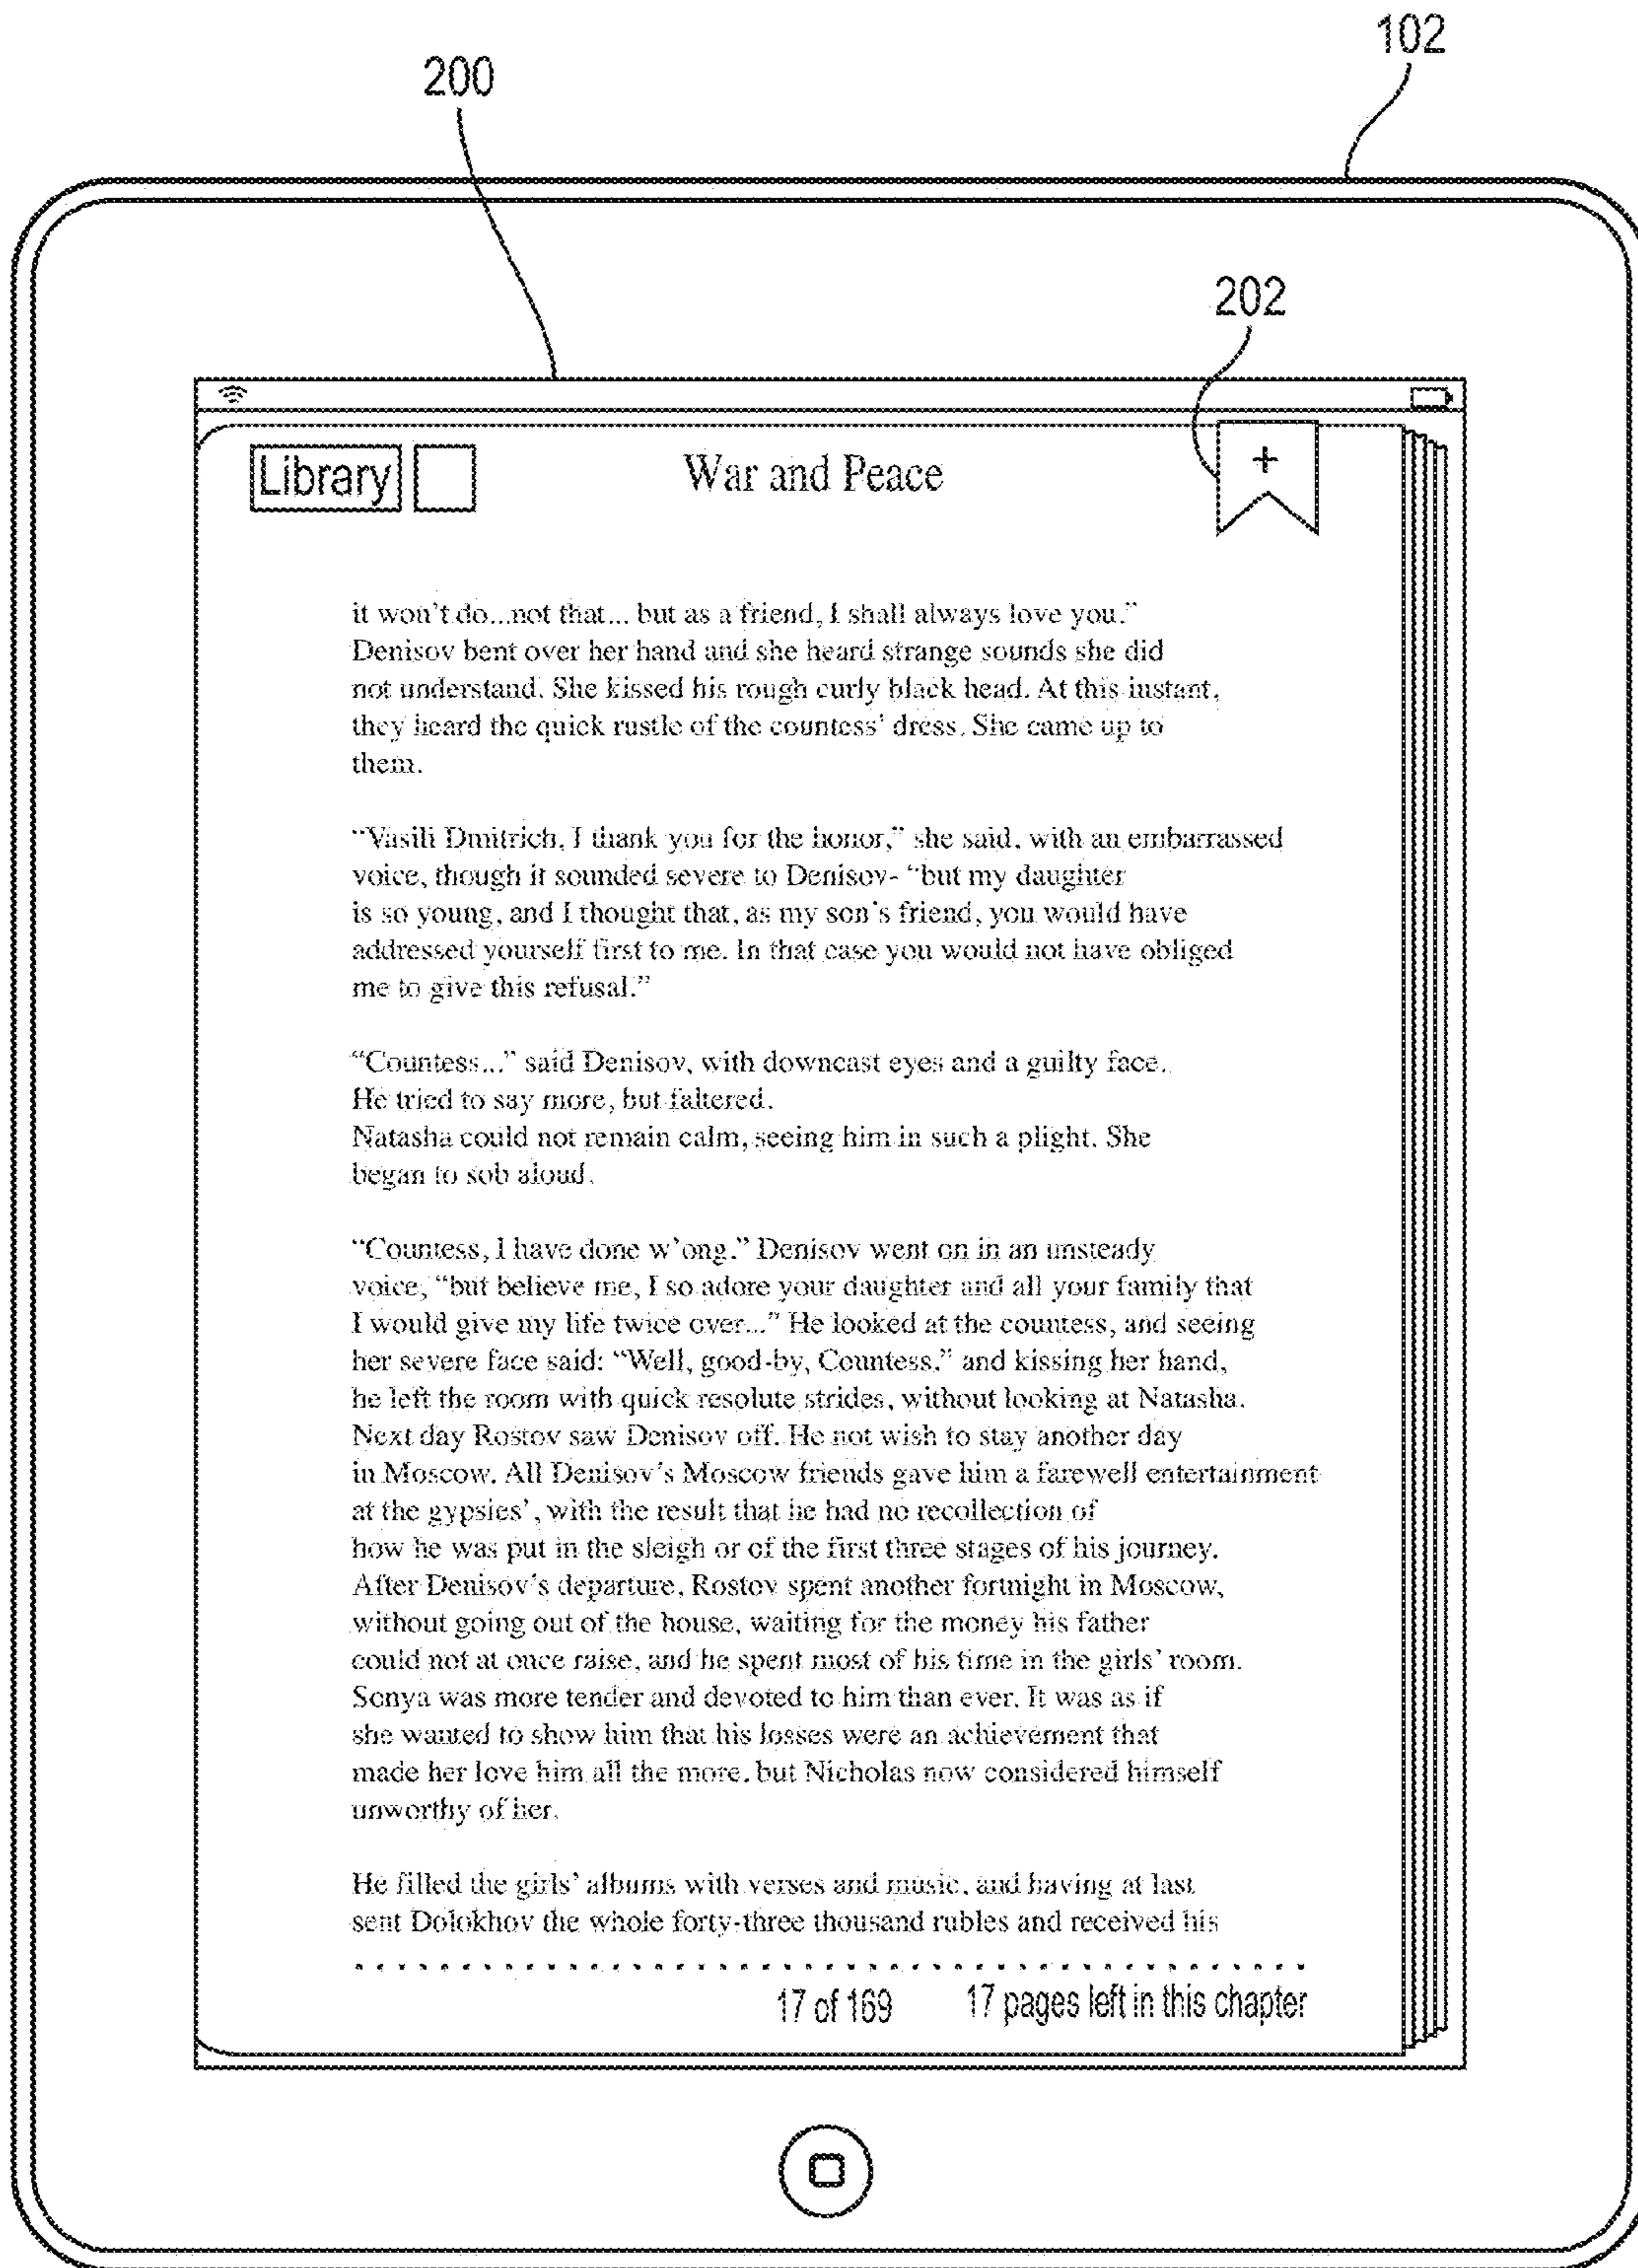 102
200
202
Library
War and Peace
+
it won't do...not that... but as a friend, I shall always love you."
Denisov bent over her hand and she heard strange sounds she did
not understand. She kissed his rough curly black head. At this instant,
they heard the quick rustle of the countess' dress. She came up to
them.
"Vasili Dmitrich, I thank you for the honor," she said, with an embarrassed
voice, though it sounded severe to Denisov- "but my daughter
is so young, and I thought that, as my son's friend, you would have
addressed yourself first to me. In that case you would not have obliged
me to give this refusal."
"Countess..." said Denisov, with downcast eyes and a guilty face.
He tried to say more, but faltered.
Natasha could not remain calm, seeing him in such a plight. She
began to sob aloud.
"Countess, I have done w'ong." Denisov went on in an unsteady
voice, "but believe me, I so adore your daughter and all your family that
I would give my life twice over..." He looked at the countess, and seeing
her severe face said: "Well, good-by, Countess," and kissing her hand,
he left the room with quick resolute strides, without looking at Natasha.
Next day Rostov saw Denisov off. He not wish to stay another day
in Moscow. All Denisov's Moscow friends gave him a farewell entertainment
at the gypsies', with the result that he had no recollection of
how he was put in the sleigh or of the first three stages of his journey.
After Denisov's departure, Rostov spent another fortnight in Moscow,
without going out of the house, waiting for the money his father
could not at once raise, and he spent most of his time in the girls' room.
Sonya was more tender and devoted to him than ever. It was as if
she wanted to show him that his losses were an achievement that
made her love him all the more, but Nicholas now considered himself
unworthy of her.
He filled the girls' albums with verses and music, and having at last
sent Dolokhov the whole forty-three thousand rubles and received his
17 of 169 17 pages left in this chapter